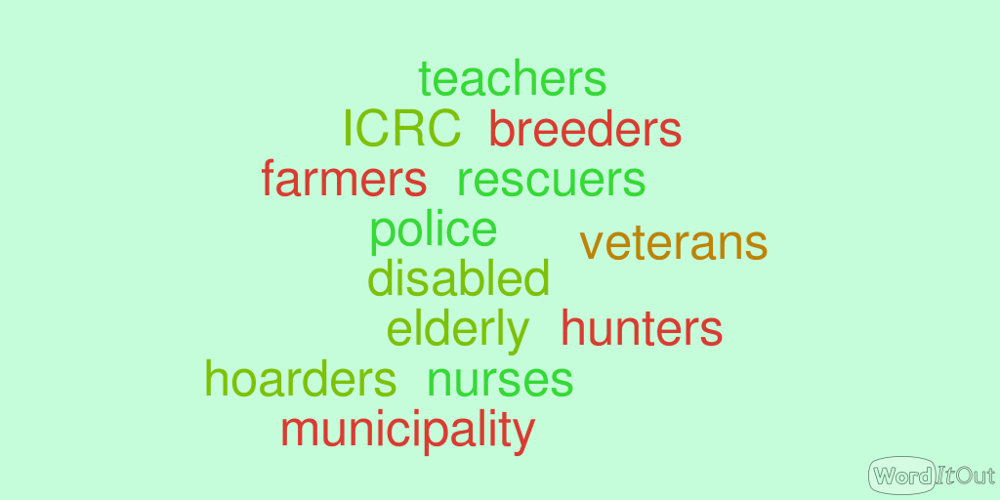 teachers
ICRC breeders
farmers rescuers
police
veterans
disabled
elderly hunters
hoarders nurses
municipality
WordItOut